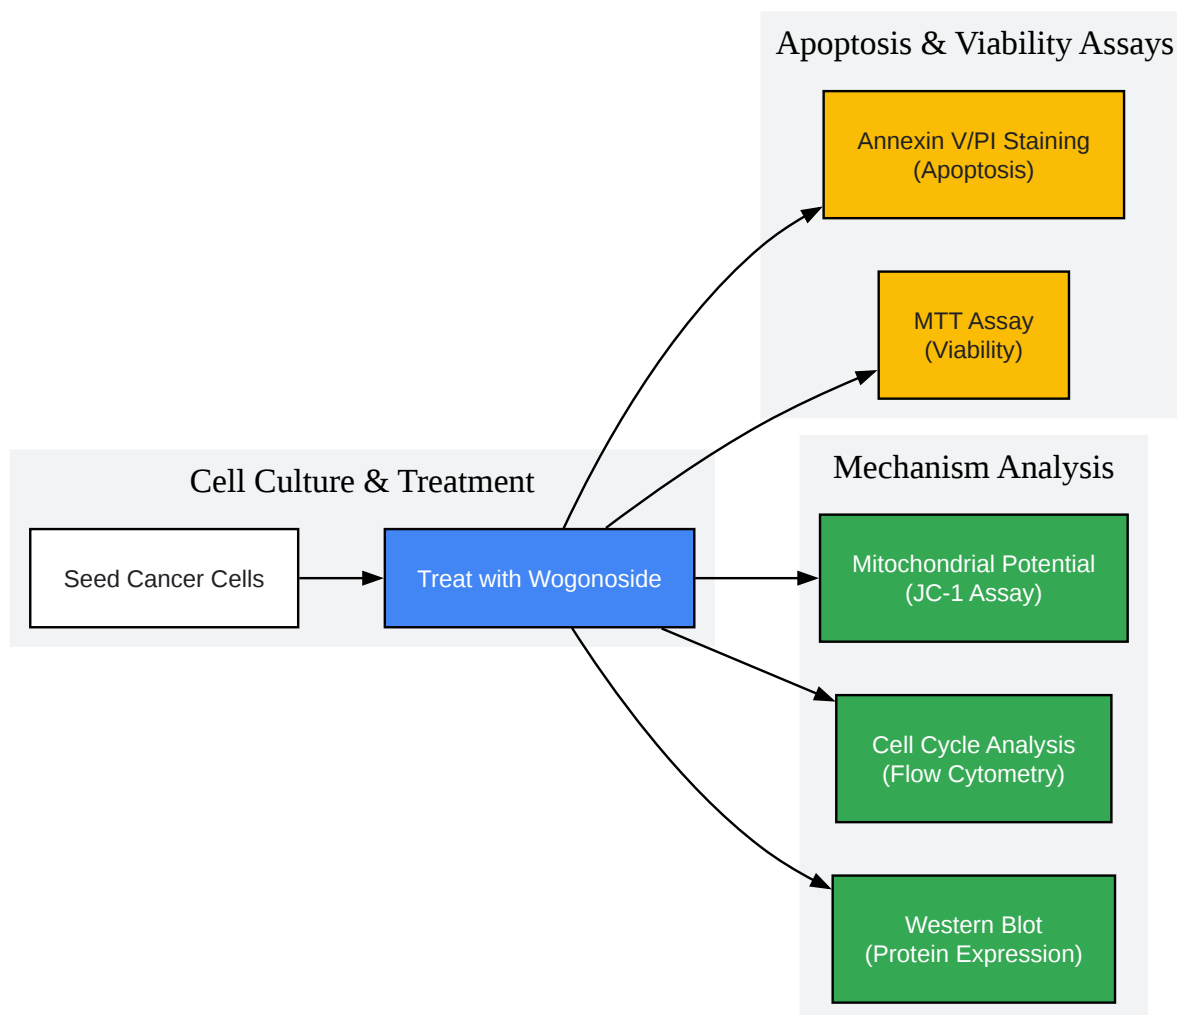 Apoptosis & Viability Assays
Annexin V/PI Staining
(Apoptosis)
MTT Assay
(Viability)
Cell Culture & Treatment
Seed Cancer Cells
Treat with Wogonoside
Mechanism Analysis
Mitochondrial Potential
(JC-1 Assay)
Cell Cycle Analysis
(Flow Cytometry)
Western Blot
(Protein Expression)